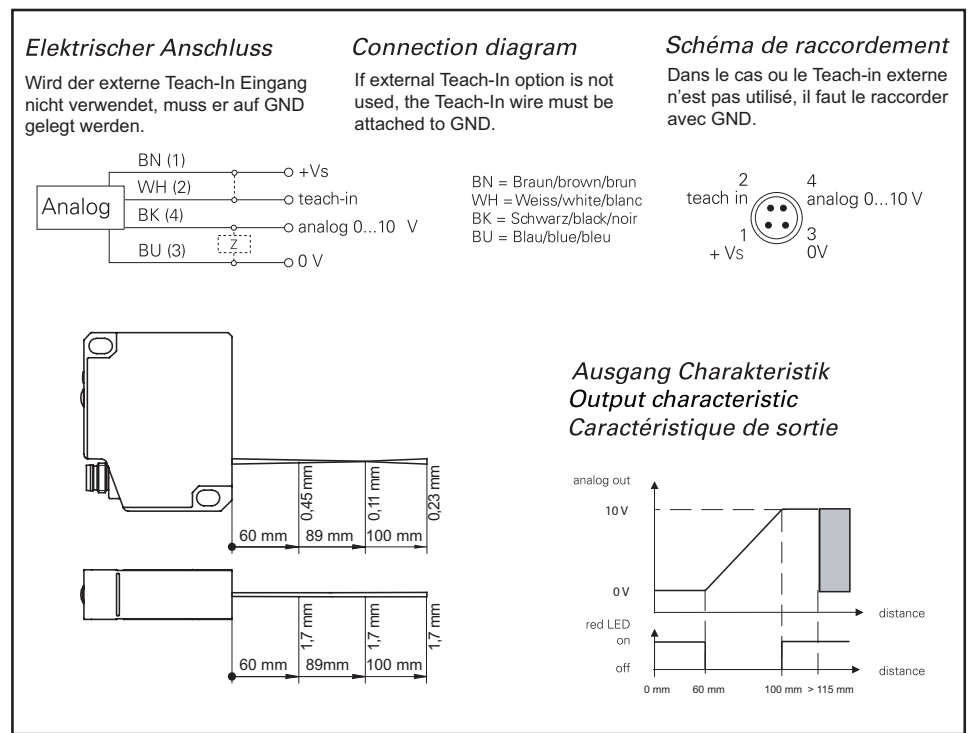 Elektrischer Anschluss
Wird der externe Teach-In Eingang
nicht verwendet, muss er auf GND
gelegt werden.
Connection diagram
If external Teach-In option is not
used, the Teach-In wire must be
attached to GND.
Schéma de raccordement
Dans le cas ou le Teach-in externe
n'est pas utilisé, il faut le raccorder
avec GND.
Analog
BN (1)
+Vs
WH (2)
teach-in
BK (4)
analog 0...10 V
Z
BU (3)
0 V
BN = Braun/brown/brun
WH = Weiss/white/blanc
BK = Schwarz/black/noir
BU = Blau/blue/bleu
2
teach in
4
analog 0...10 V
1
+ Vs
3
0V
0,45 mm
0,11 mm
0,23 mm
60 mm
89 mm
100 mm
1,7 mm
1,7 mm
1,7 mm
60 mm
89mm
100 mm
Ausgang Charakteristik
Output characteristic
Caractéristique de sortie
analog out
10 V
0 V
distance
red LED
on
off
distance
0 mm
60 mm
100 mm
> 115 mm